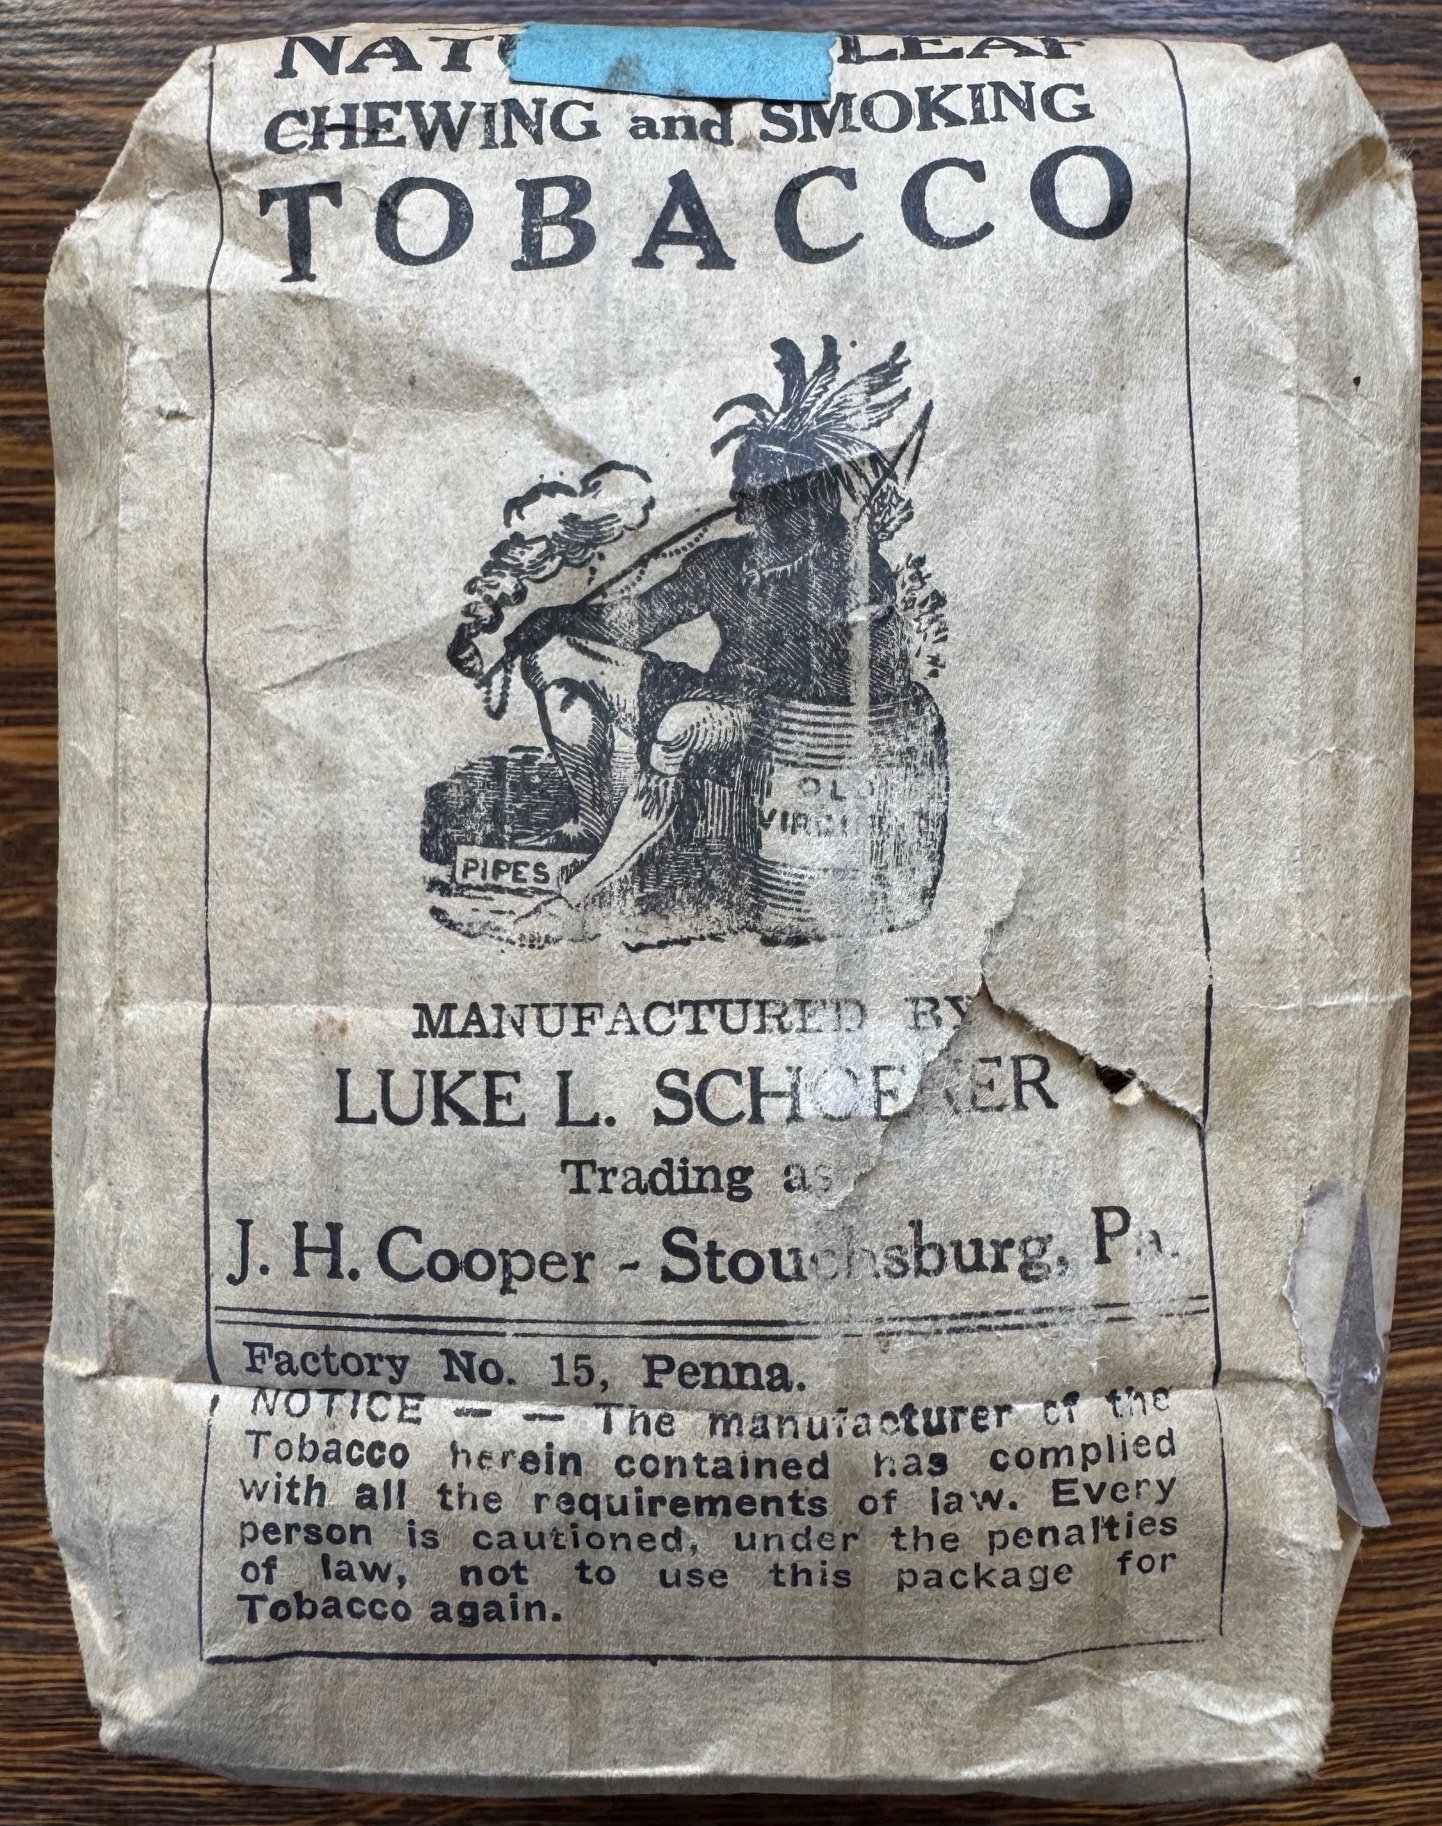 CHEWING and SMOKING
TOBACCO
OLD
PIPES
MANUFACTURED BY
LUKE L.
Trading as
J. H. Cooper - Stouchsburg, Pa.
Factory No. 15, Penna.
NOTICE — — The manufacturer of the
Tobacco herein contained has complied
with all the requirements of law. Every
person is cautioned, under the penalties
of law, not to use this package for
Tobacco again.